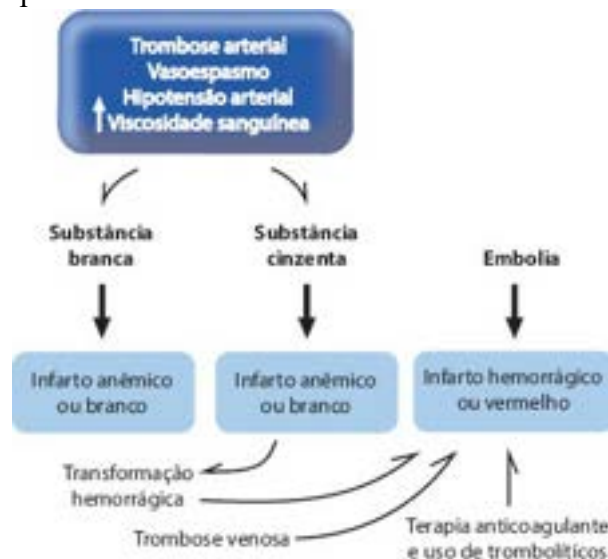 Trombose arterial
Vasoespasmo
Hipotensão arterial
Viscosidade sanguínea
Substância
branca
Substância
cinzenta
Embolia
Infarto anêmico
ou branco
Infarto anêmico
ou branco
Infarto hemorrágico
ou vermelho
Transformação
hemorrágica
Trombose venosa
Terapia anticoagulante
e uso de trombolíticos